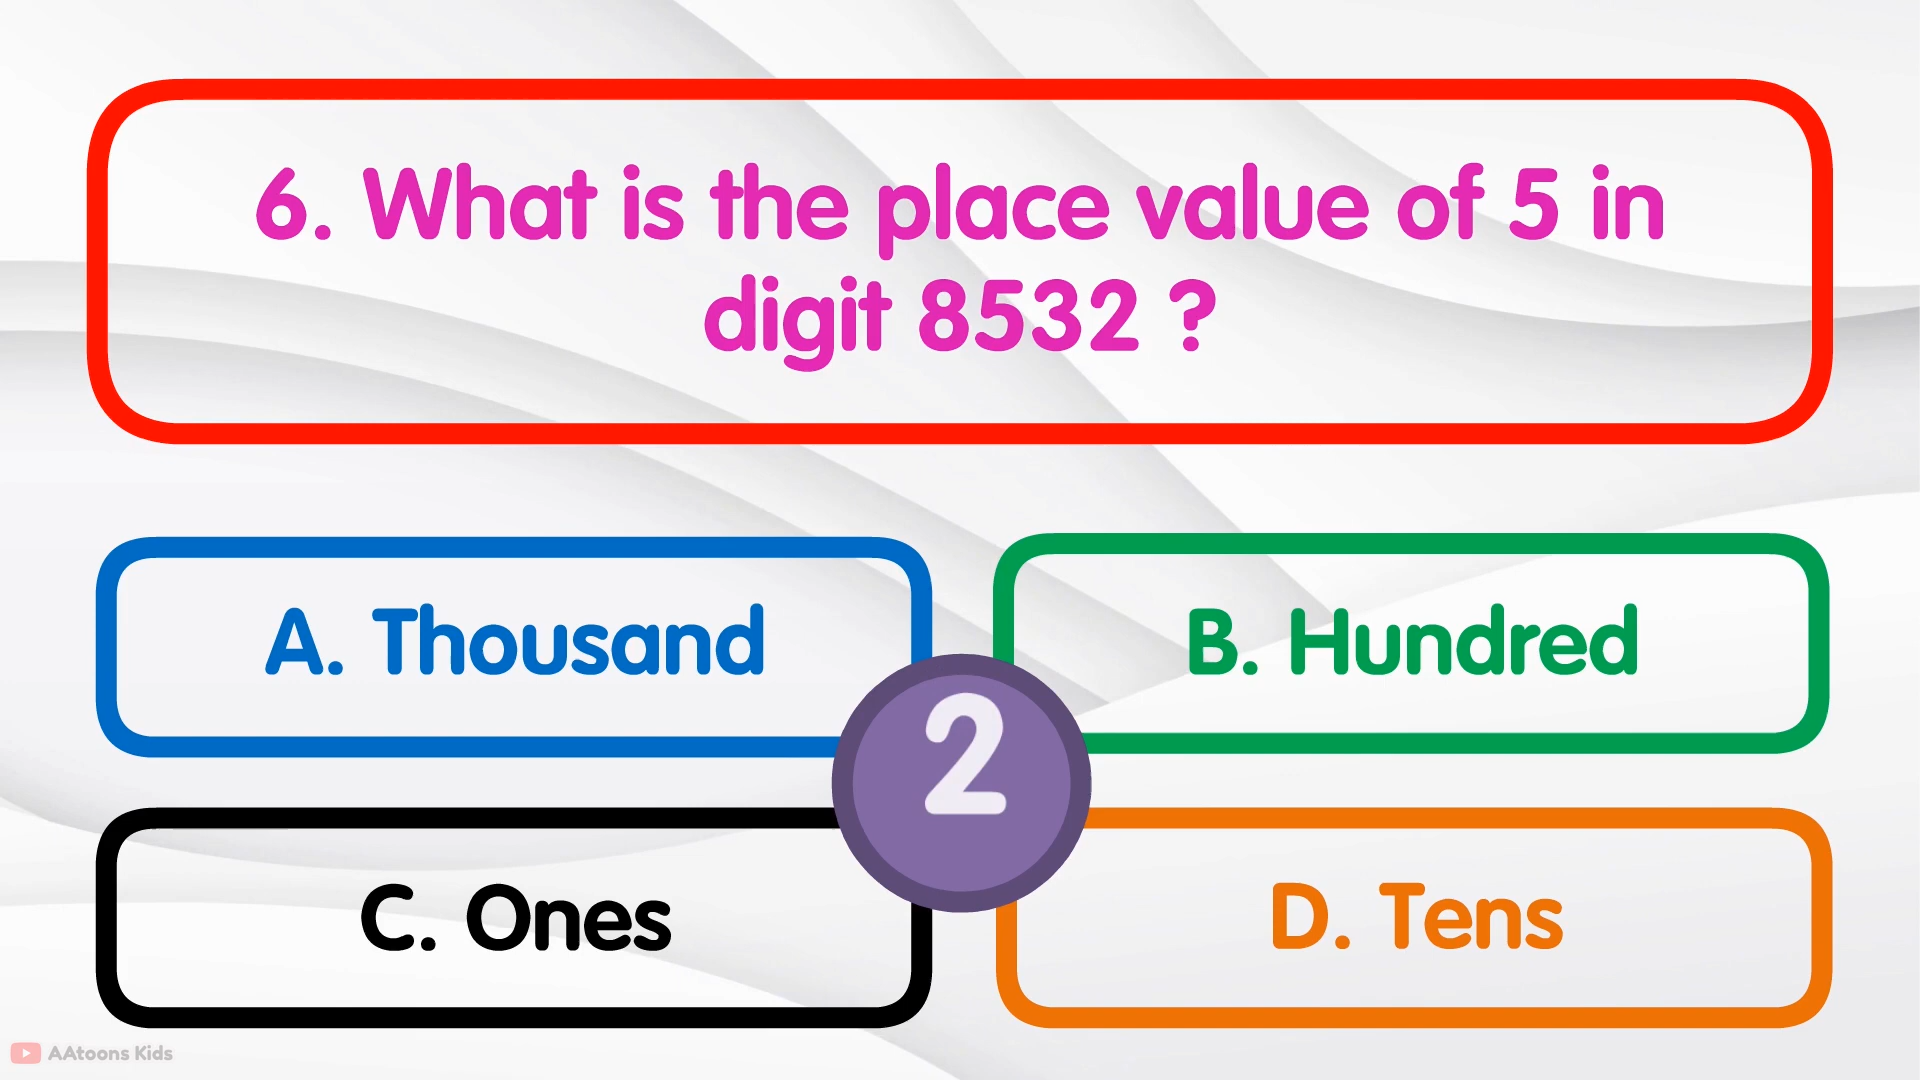 6. What is the place value of 5 in
digit 8532 ?
A. Thousand
B. Hundred
2
C. Ones
D. Tens
AAtoons Kids